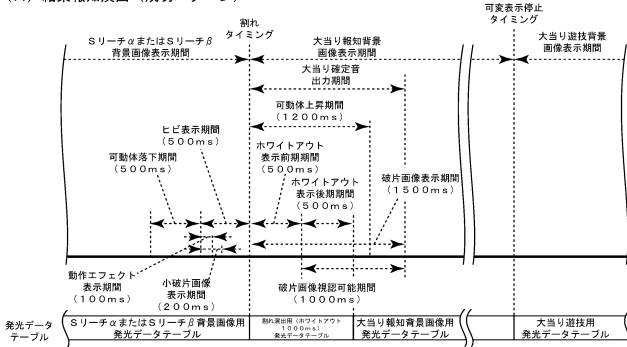 可変表示停止
タイミング
割れ
タイミング
SリーチαまたはSリーチβ
背景画像表示期間
大当り報知背景
画像表示期間
大当り遊技背景
画像表示期間
大当り確定音
出力期間
可動体上昇期間
(1200ms)
ヒビ表示期間
(500ms)
ホワイトアウト
表示前期期間
(500ms)
可動体落下期間
(500ms)
ホワイトアウト
表示後期期間
(500ms)
破片画像表示期間
(1500ms)
動作エフェクト
表示期間
(100ms)
小破片画像
表示期間
(200ms)
破片画像視認可能期間
(1000ms)
発光データ
テーブル
SリーチαまたはSリーチβ背景画像用
発光データテーブル
割れ演出用(ホワイトアウト
1000ms)
発光データテーブル
大当り報知背景画像用
発光データテーブル
大当り遊技用
発光データテーブル